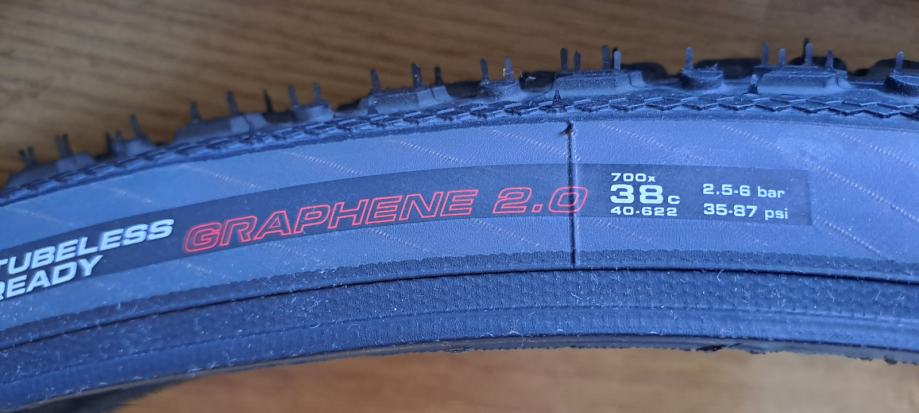 TUBELESS
READY
GRAPHENE 2.0
700x
38c
40-622
2.5-6 bar
35-87 psi